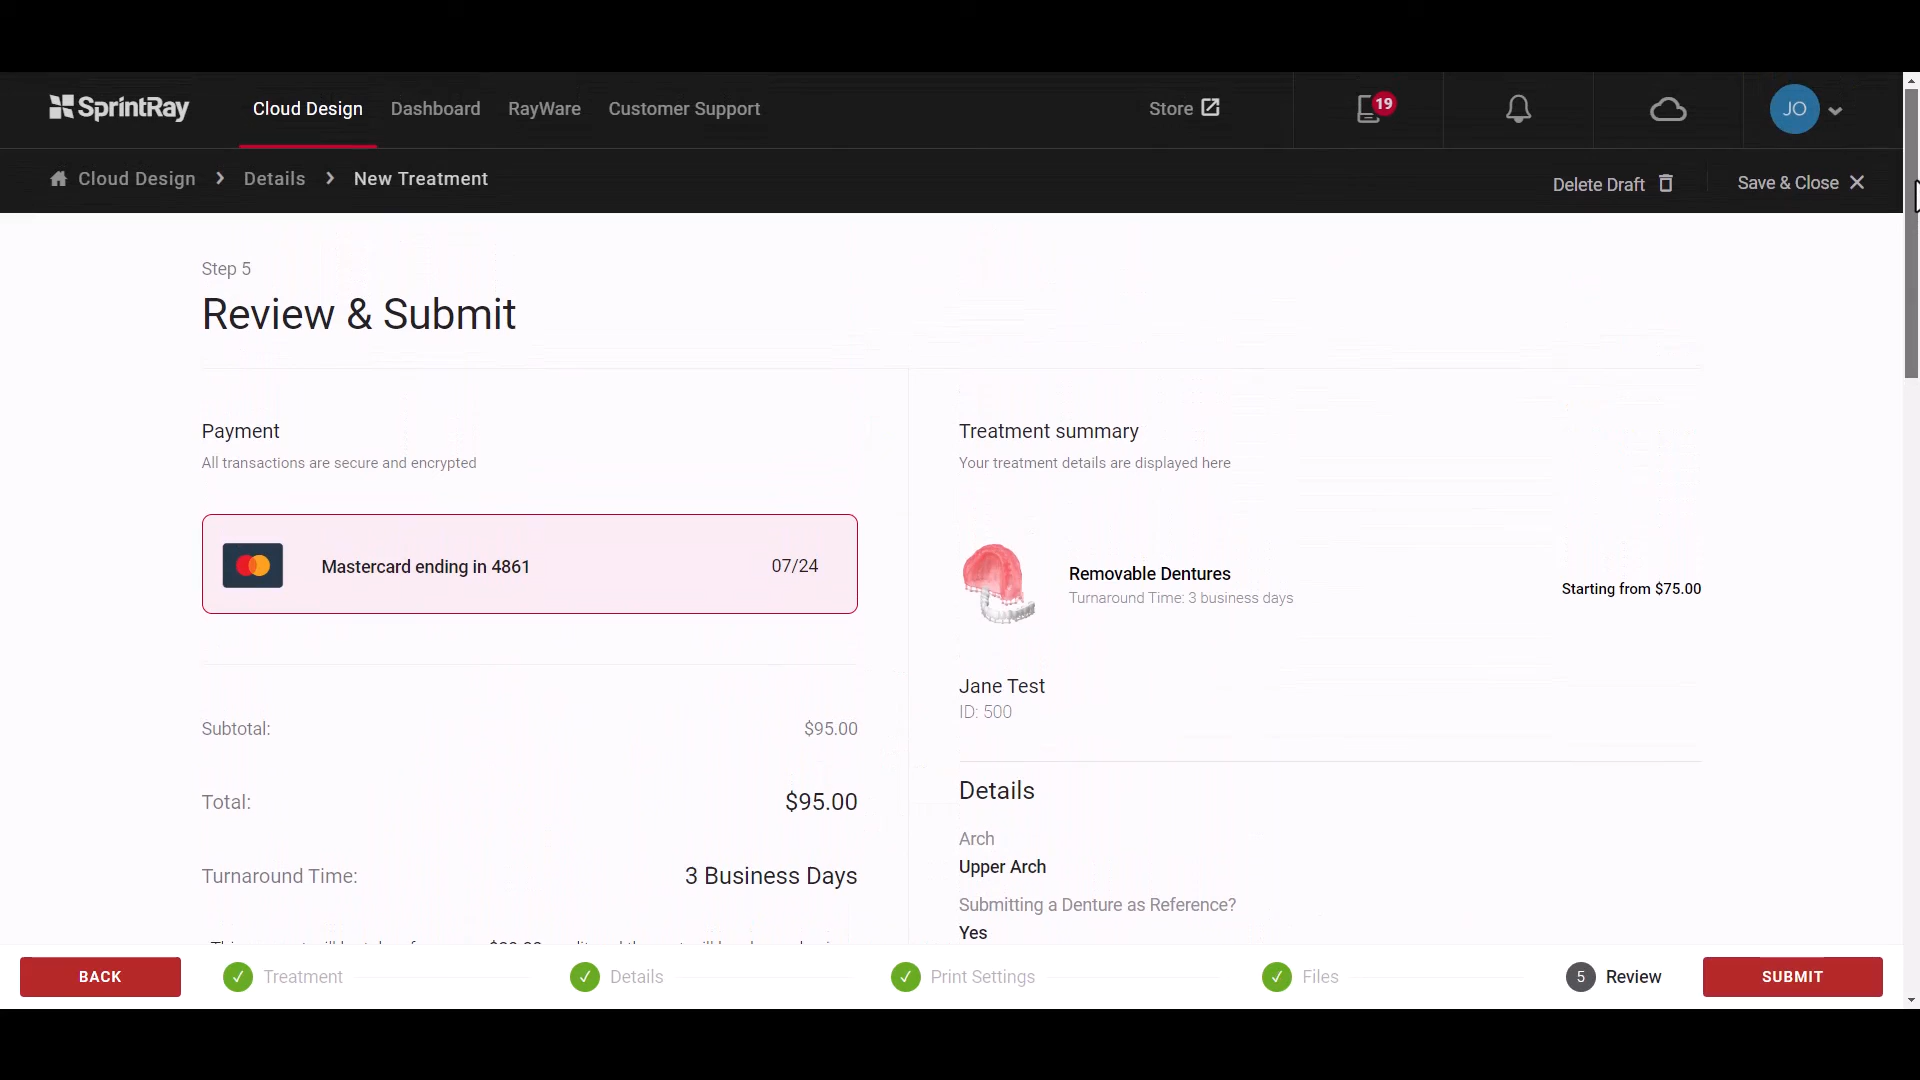 SprintRay
Cloud Design
Dashboard
RayWare
Customer Support
Store
19
JO
Cloud Design > Details > New Treatment
Delete Draft
Save & Close
Step 5
Review & Submit
Payment
All transactions are secure and encrypted
Mastercard ending in 4861
07/24
Subtotal:
$95.00
Total:
$95.00
Turnaround Time:
3 Business Days
Treatment summary
Your treatment details are displayed here
Removable Dentures
Turnaround Time: 3 business days
Starting from $75.00
Jane Test
ID: 500
Details
Arch
Upper Arch
Submitting a Denture as Reference?
Yes
BACK
Treatment
Details
Print Settings
Files
5
Review
SUBMIT